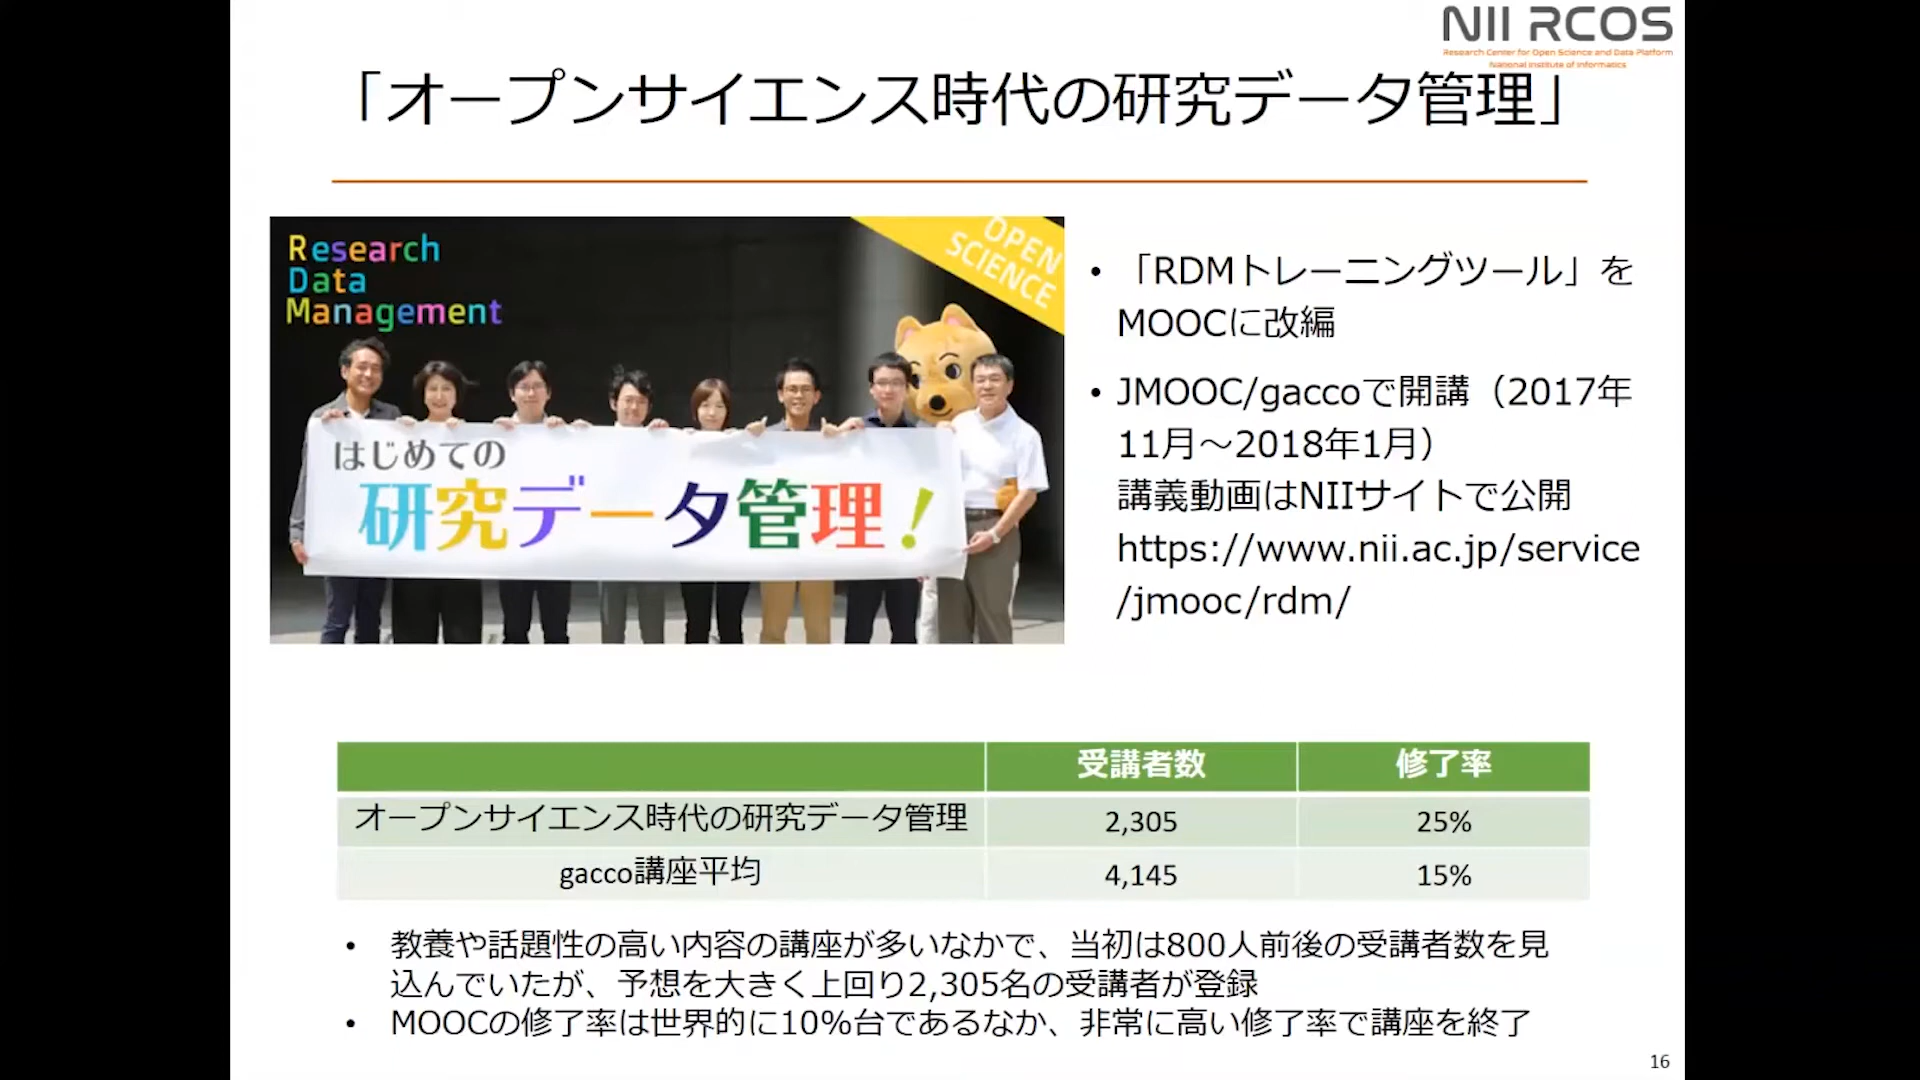 NII RCOS
Research Center for Open Science and Data Platform
National Institute of Informatics
「オープンサイエンス時代の研究データ管理」
Research
Data
Management
OPEN
SCIENCE
はじめての
研究データ管理!
• 「RDMトレーニングツール」を
MOOCに改編
• JMOOC/gaccoで開講（2017年
11月～2018年1月）
講義動画はNIIサイトで公開
https://www.nii.ac.jp/service
/jmooc/rdm/
受講者数 修了率
オープンサイエンス時代の研究データ管理 2,305 25%
gacco講座平均 4,145 15%
• 教養や話題性の高い内容の講座が多いなかで、当初は800人前後の受講者数を見
込んでいたが、予想を大きく上回り2,305名の受講者が登録
• MOOCの修了率は世界的に10%台であるなか、非常に高い修了率で講座を終了
16